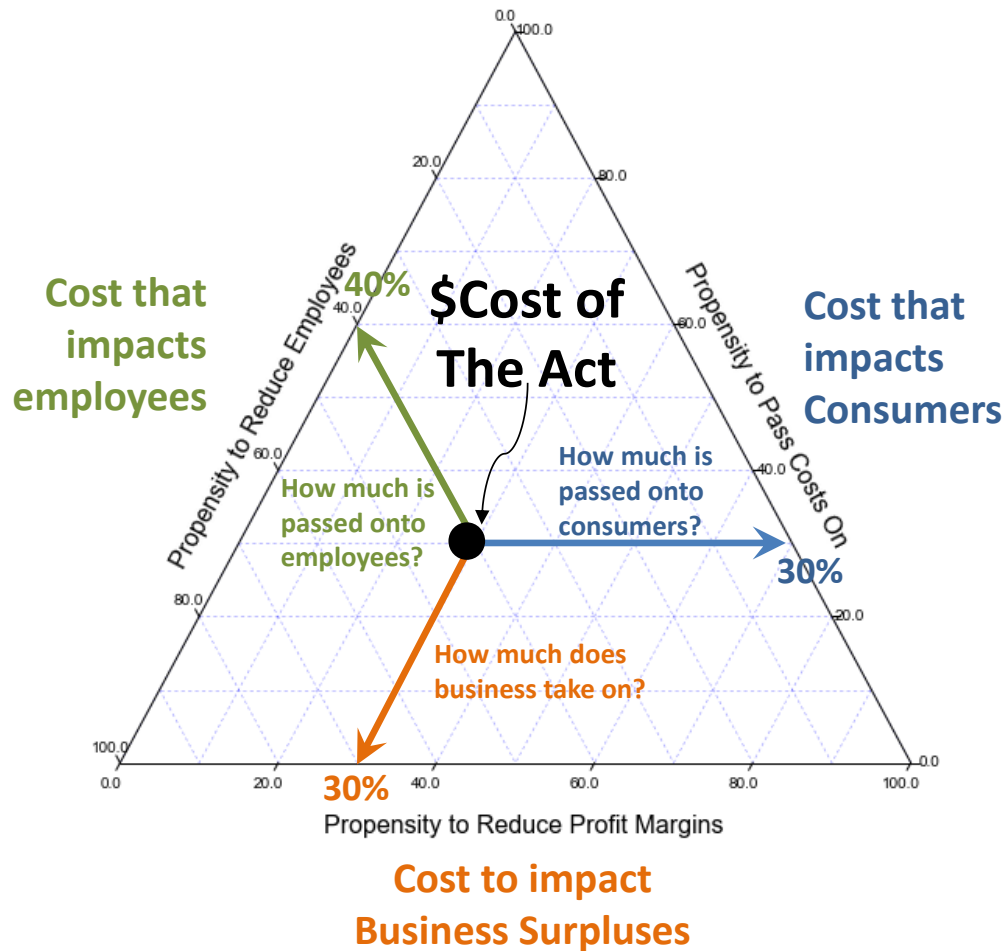 0.0
100.0
20.0
80.0
Propensity to Reduce Employees
Propensity to Pass Costs On
40%
40.0
$Cost of
The Act
60.0
Cost that
impacts
employees
Cost that
impacts
Consumers
60.0
40.0
How much is
passed onto
employees?
How much is
passed onto
consumers?
30%
80.0
20.0
How much does
business take on?
100.0
0.0
0.0
20.0
40.0
60.0
80.0
100.0
30%
Propensity to Reduce Profit Margins
Cost to impact
Business Surpluses